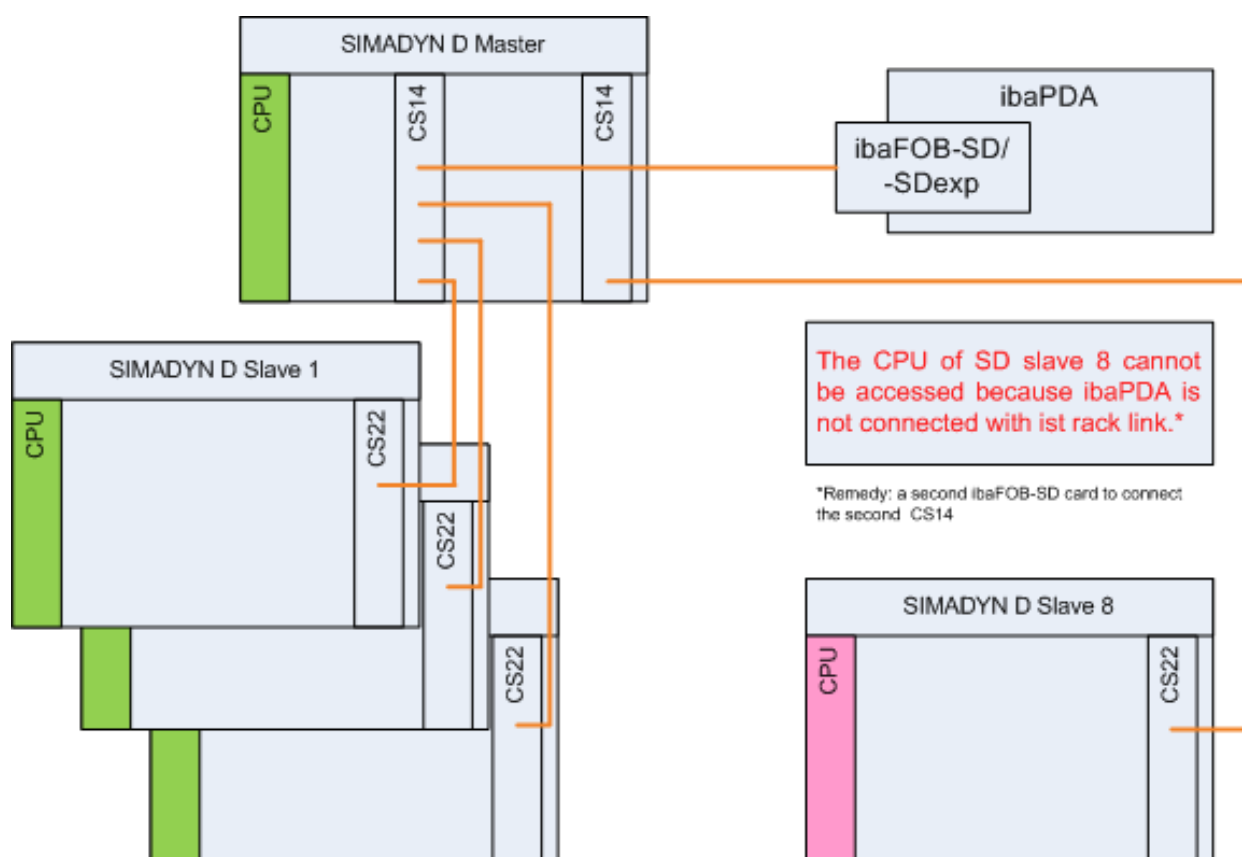 SIMADYN D Master
CPU
CS14
CS14
ibaPDA
ibaFOB-SD/
-SDexp
SIMADYN D Slave 1
CPU
CS22
CS22
CS22
The CPU of SD slave 8 cannot
be accessed because ibaPDA is
not connected with ist rack link.*
*Remedy: a second ibaFOB-SD card to connect
the second CS14
SIMADYN D Slave 8
CPU
CS22